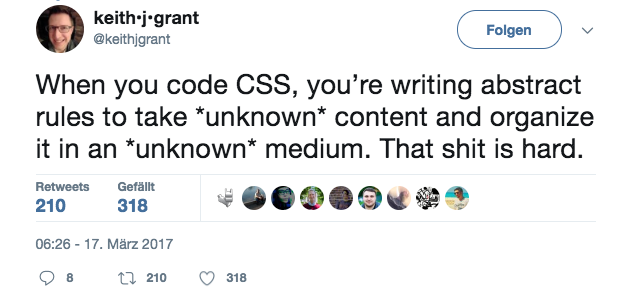 keith•j•grant
@keithjgrant
Folgen
When you code CSS, you’re writing abstract
rules to take *unknown* content and organize
it in an *unknown* medium. That shit is hard.
Retweets Gefällt
210 318
06:26 - 17. März 2017
8 210 318